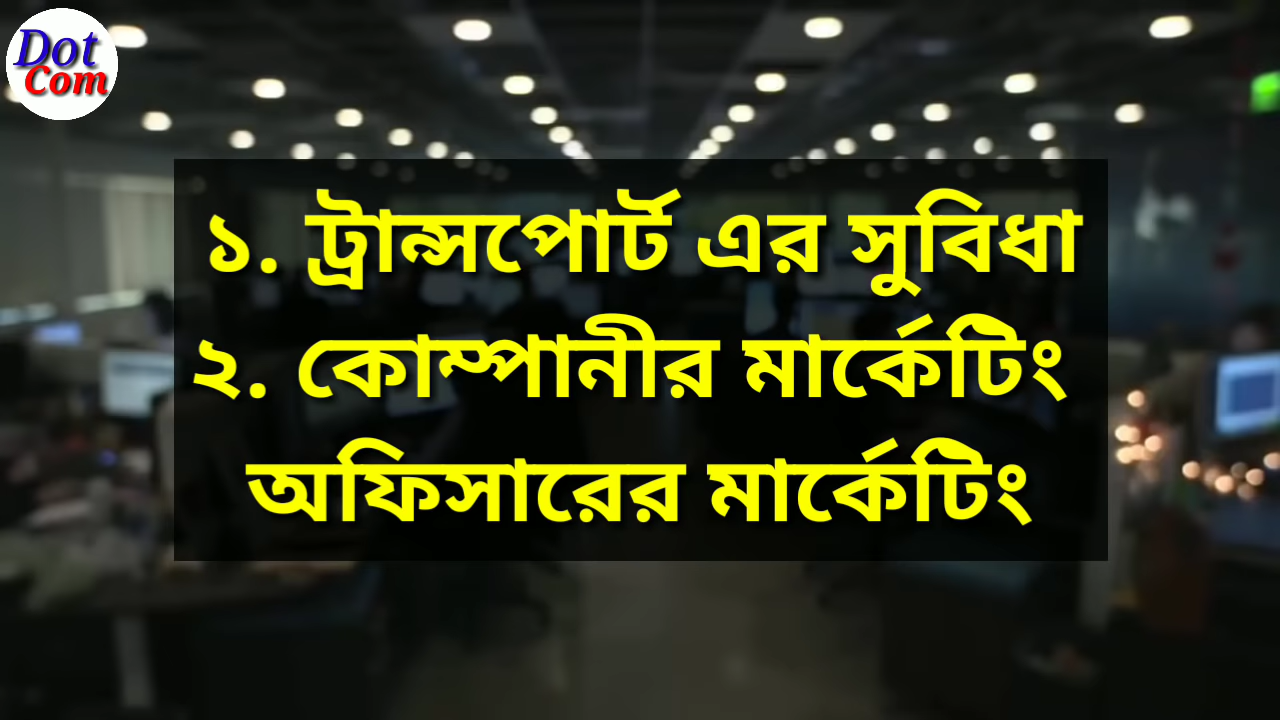 Dot
Com
১. ট্রান্সপোর্ট এর সুবিধা
২. কোম্পানীর মার্কেটিং
অফিসারের মার্কেটিং